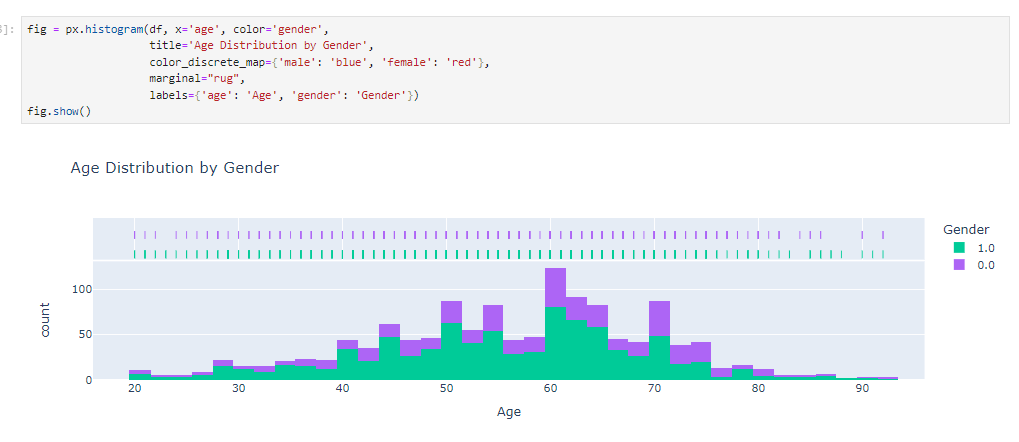 ]:
fig = px.histogram(df, x='age', color='gender',
title='Age Distribution by Gender',
color_discrete_map={'male': 'blue', 'female': 'red'},
marginal="rug",
labels={'age': 'Age', 'gender': 'Gender'})
fig.show()
Age Distribution by Gender
Gender
1.0
0.0
100
50
0
count
20 30 40 50 60 70 80 90
Age